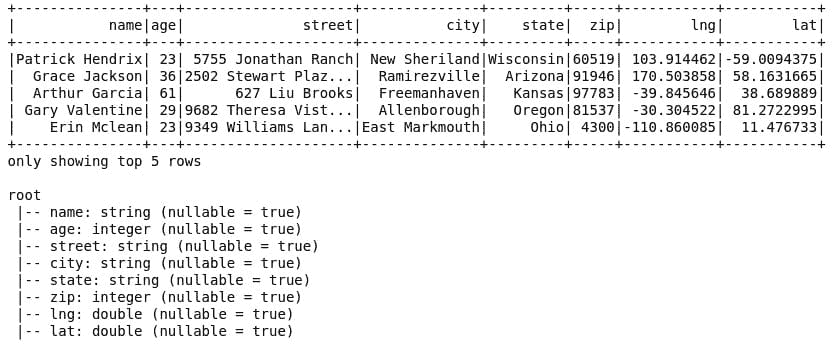 +---------------+---+--------------------+--------------+---------+-----+-----------+-----------+
|           name|age|              street|          city|    state|  zip|        lng|        lat|
+---------------+---+--------------------+--------------+---------+-----+-----------+-----------+
|Patrick Hendrix| 23| 5755 Jonathan Ranch| New Sheriland|Wisconsin|60519| 103.914462|-59.0094375|
|  Grace Jackson| 36|2502 Stewart Plaz...|  Ramirezville|  Arizona|91946| 170.503858| 58.1631665|
|  Arthur Garcia| 61|      627 Liu Brooks|  Freemanhaven|   Kansas|97783| -39.845646|  38.689889|
| Gary Valentine| 29|9682 Theresa Vist...|  Allenborough|   Oregon|81537| -30.304522| 81.2722995|
|    Erin Mclean| 23|9349 Williams Lan...|East Markmouth|     Ohio| 4300|-110.860085|  11.476733|
+---------------+---+--------------------+--------------+---------+-----+-----------+-----------+
only showing top 5 rows

root
 |-- name: string (nullable = true)
 |-- age: integer (nullable = true)
 |-- street: string (nullable = true)
 |-- city: string (nullable = true)
 |-- state: string (nullable = true)
 |-- zip: integer (nullable = true)
 |-- lng: double (nullable = true)
 |-- lat: double (nullable = true)